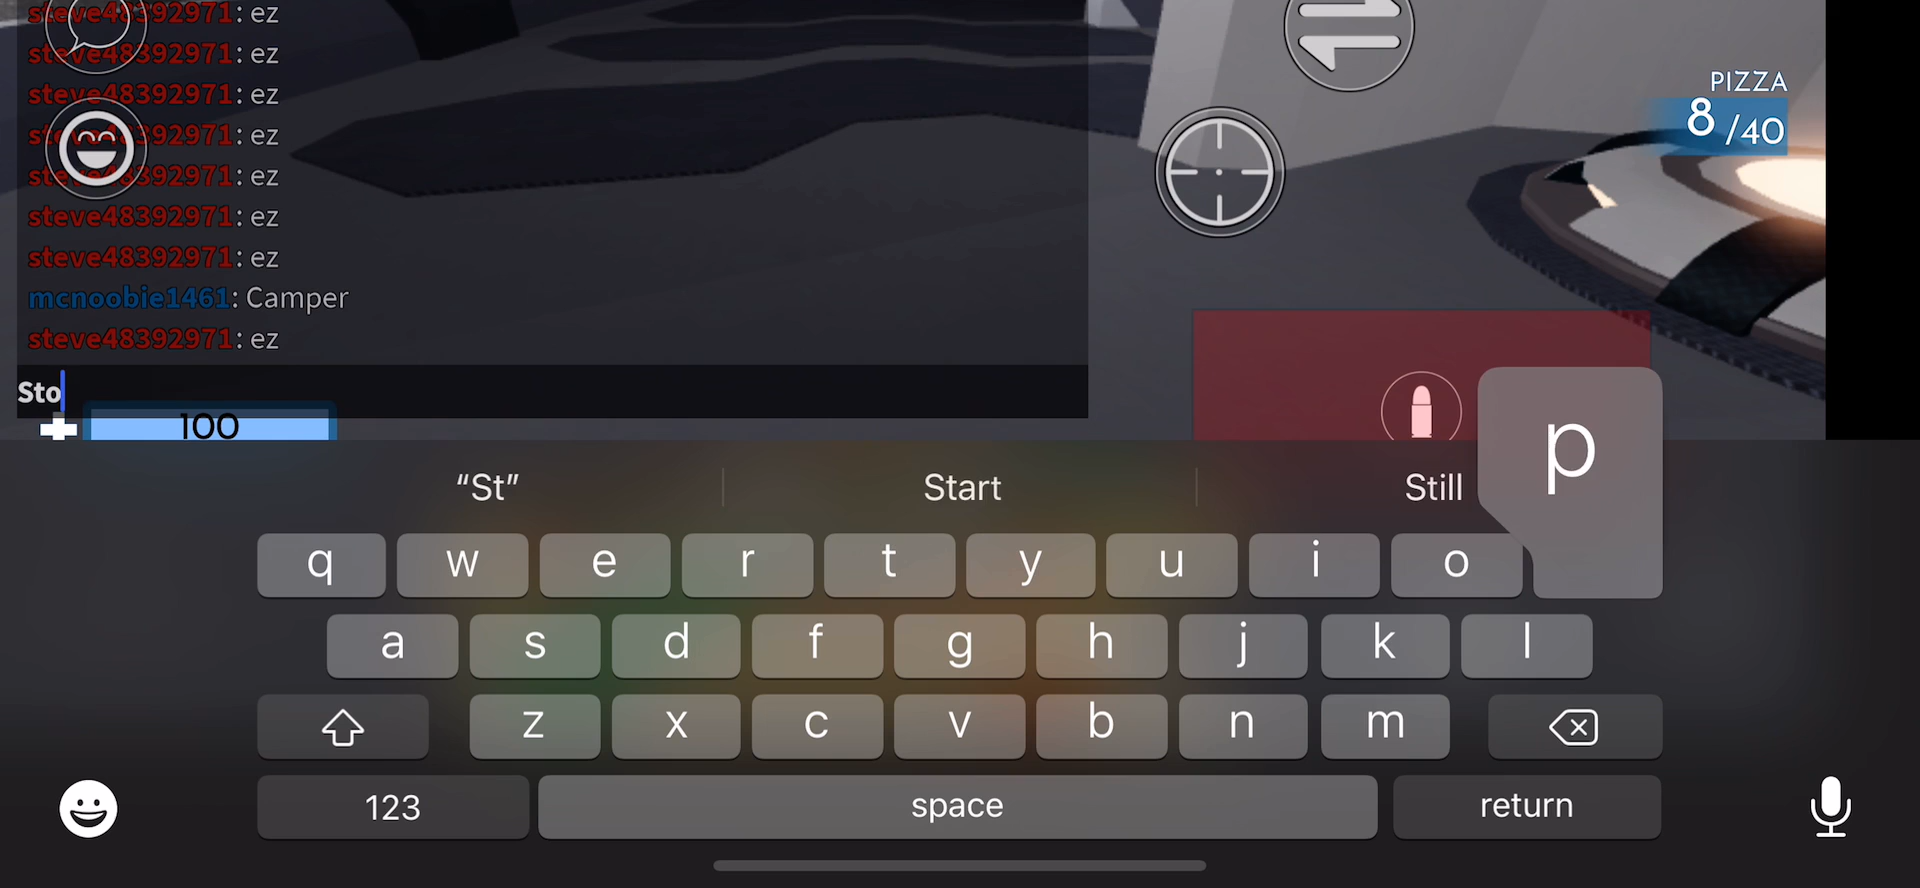 steve48392971: ez
steve48392971: ez
steve48392971: ez
steve48392971: ez
steve48392971: ez
steve48392971: ez
steve48392971: ez
mcnoobie1461: Camper
steve48392971: ez
Sto
100
PIZZA
8/40
p
“St” Start Still
q w e r t y u i o
a s d f g h j k l
z x c v b n m
123 space return